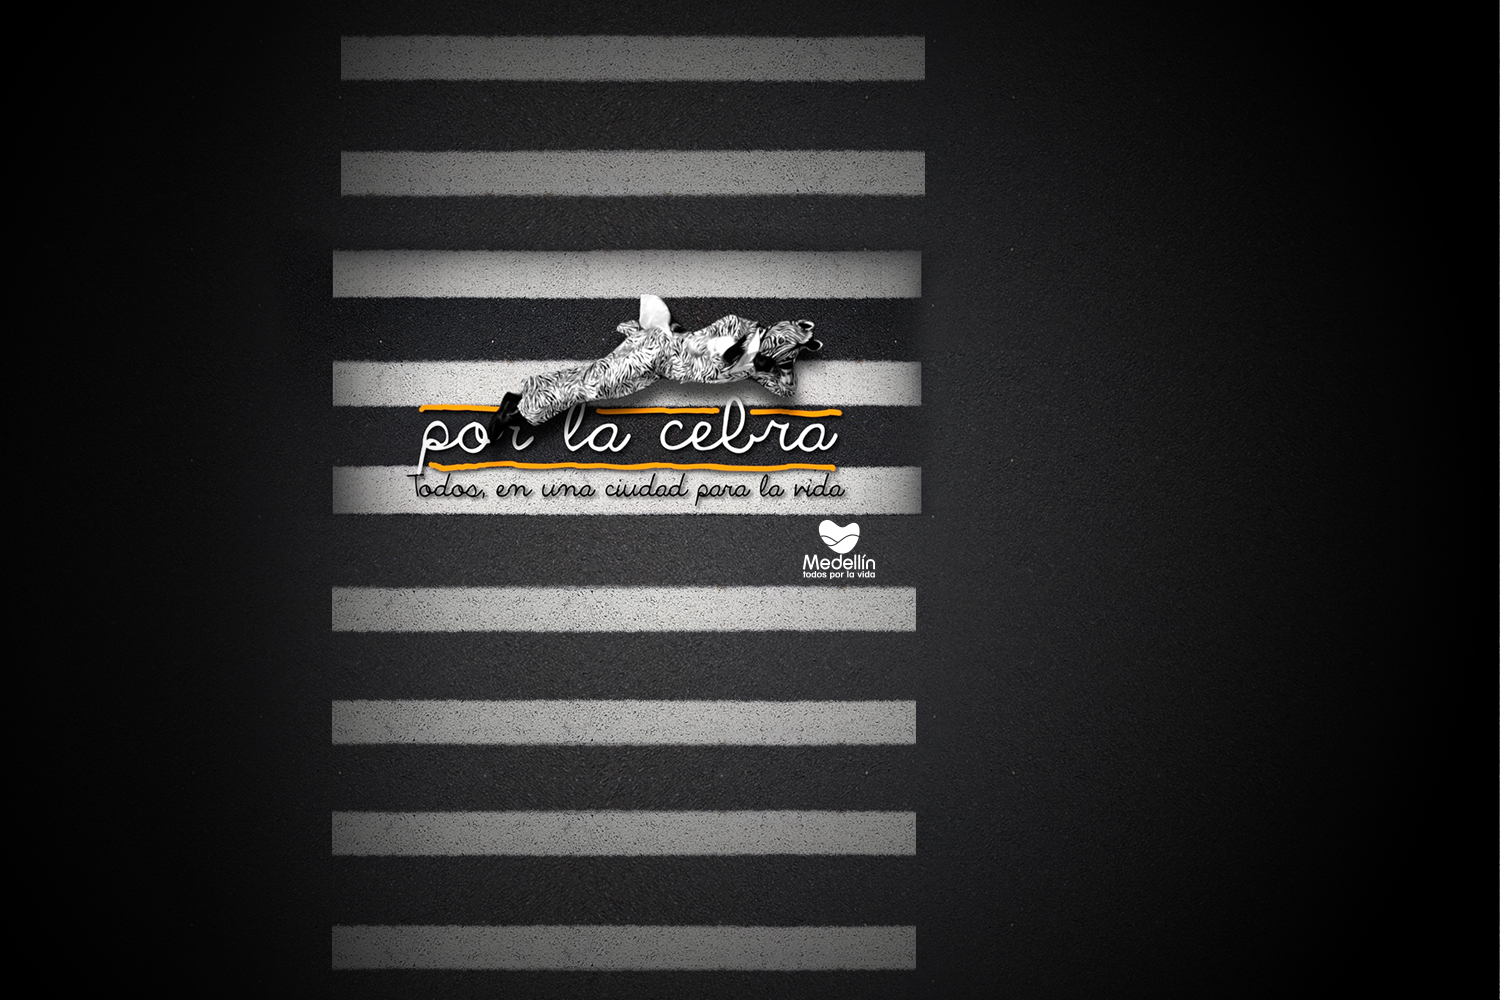 por la cebra
Todos, en una ciudad para la vida
Medellín
todos por la vida